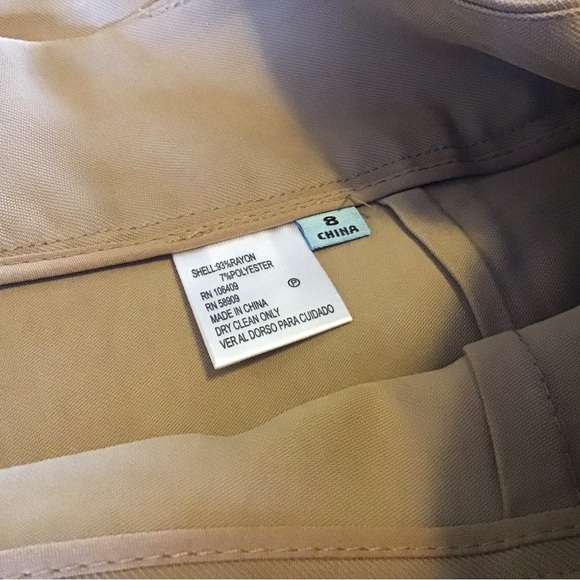 8
CHINA
SHELL:93%RAYON
7%POLYESTER
RN 106409
RN 58909
MADE IN CHINA
DRY CLEAN ONLY
VER AL DORSO PARA CUIDADO
P